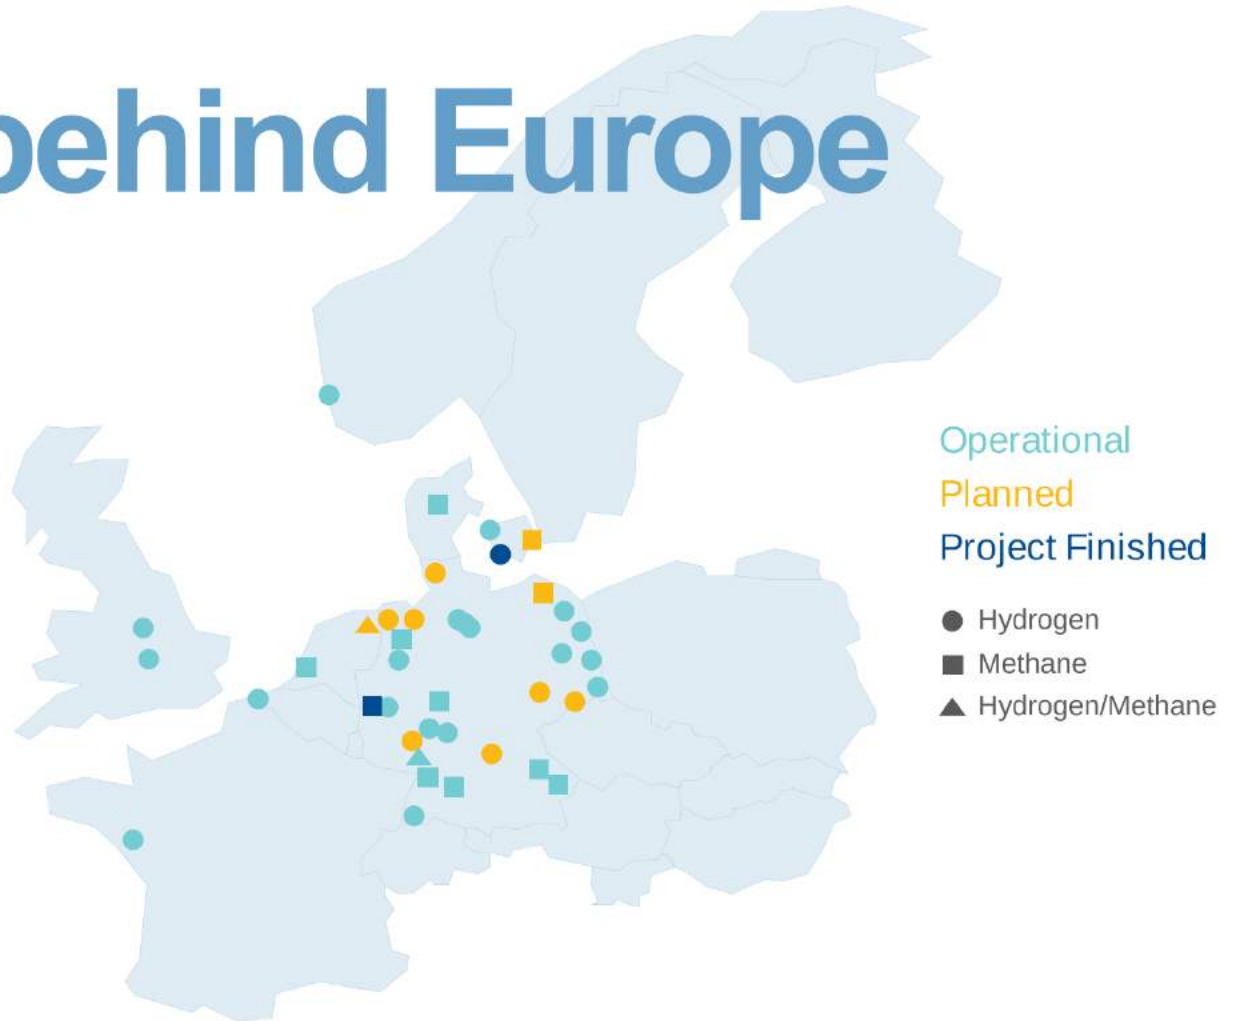 behind Europe
Operational
Planned
Project Finished
Hydrogen
Methane
Hydrogen/Methane